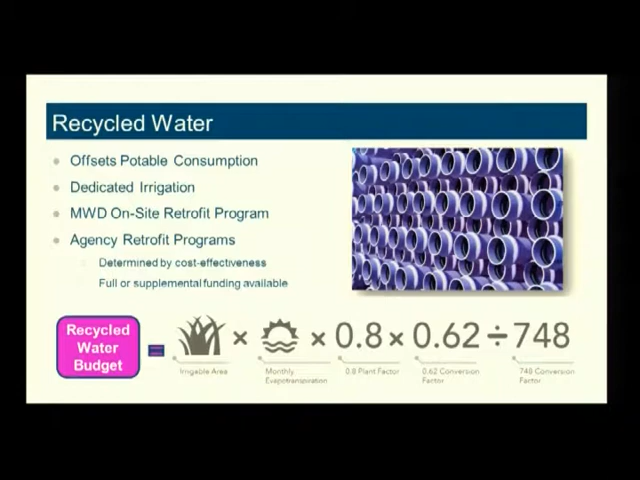 Recycled Water
Offsets Potable Consumption
Dedicated Irrigation
MWD On-Site Retrofit Program
Agency Retrofit Programs
Determined by cost-effectiveness
Full or supplemental funding available
Recycled
Water
Budget
= × × 0.8 × 0.62 ÷ 748
Irrigable Area
Monthly
Evapotranspiration
0.8 Plant Factor
0.62 Conversion
Factor
748 Conversion
Factor